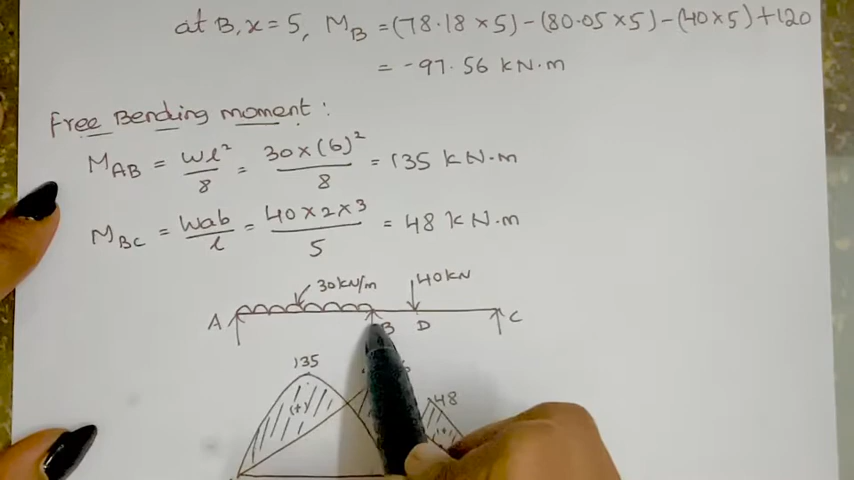 at B, x = 5, M_B = (78.18 × 5) − (80.05 × 5) − (40 × 5) + 120
= −97.56 kN.m
Free Bending moment :
M_AB = wl²/8 = 30×(6)²/8 = 135 kN.m
M_BC = Wab/l = 40×2×3/5 = 48 kN.m
30kN/m 40kN
A B D C
135
48
(+) (+)